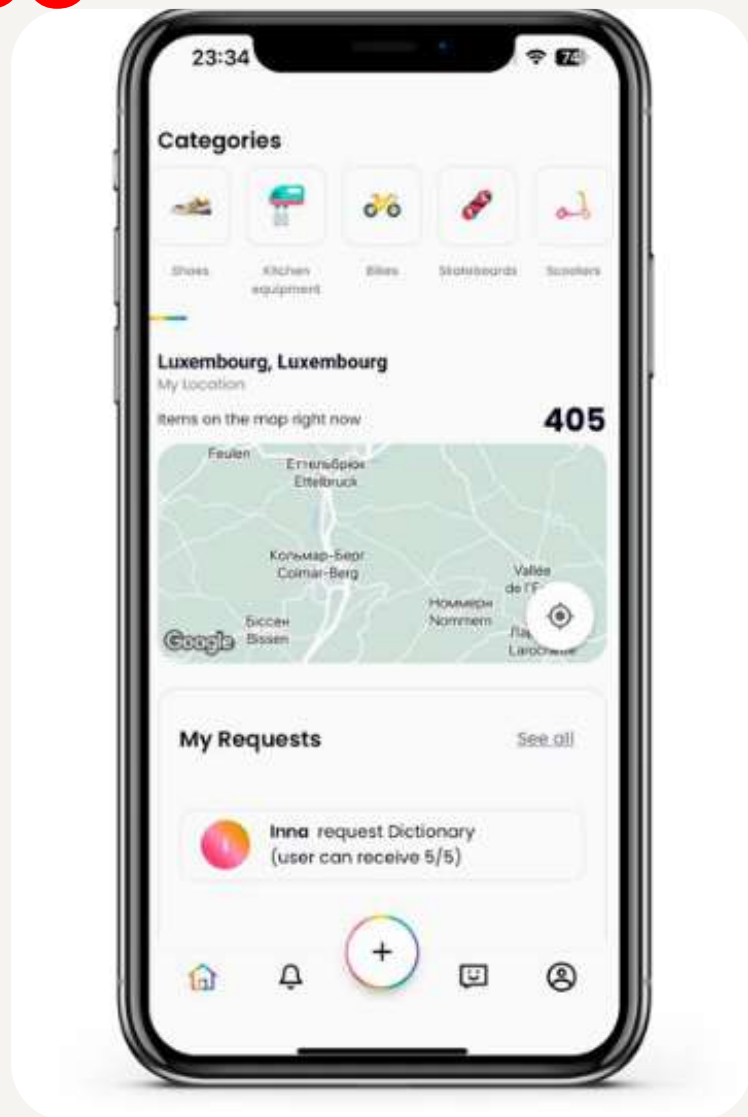 23:34
74
Categories
Shoes
Kitchen
equipment
Bikes
Skateboards
Scooters
Luxembourg, Luxembourg
My Location
Items on the map right now
405
Feulen
Еттельбрюк
Ettelbruck
Кольмар-Берг
Colmar-Berg
Vallée
de l'E
Номмерн
Nommern
Біссен
Bissen
Google
Larochette
My Requests
See all
Inna request Dictionary
(user can receive 5/5)